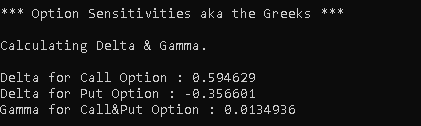 *** Option Sensitivities aka the Greeks ***
Calculating Delta & Gamma.
Delta for Call Option : 0.594629
Delta for Put Option : -0.356601
Gamma for Call&Put Option : 0.0134936